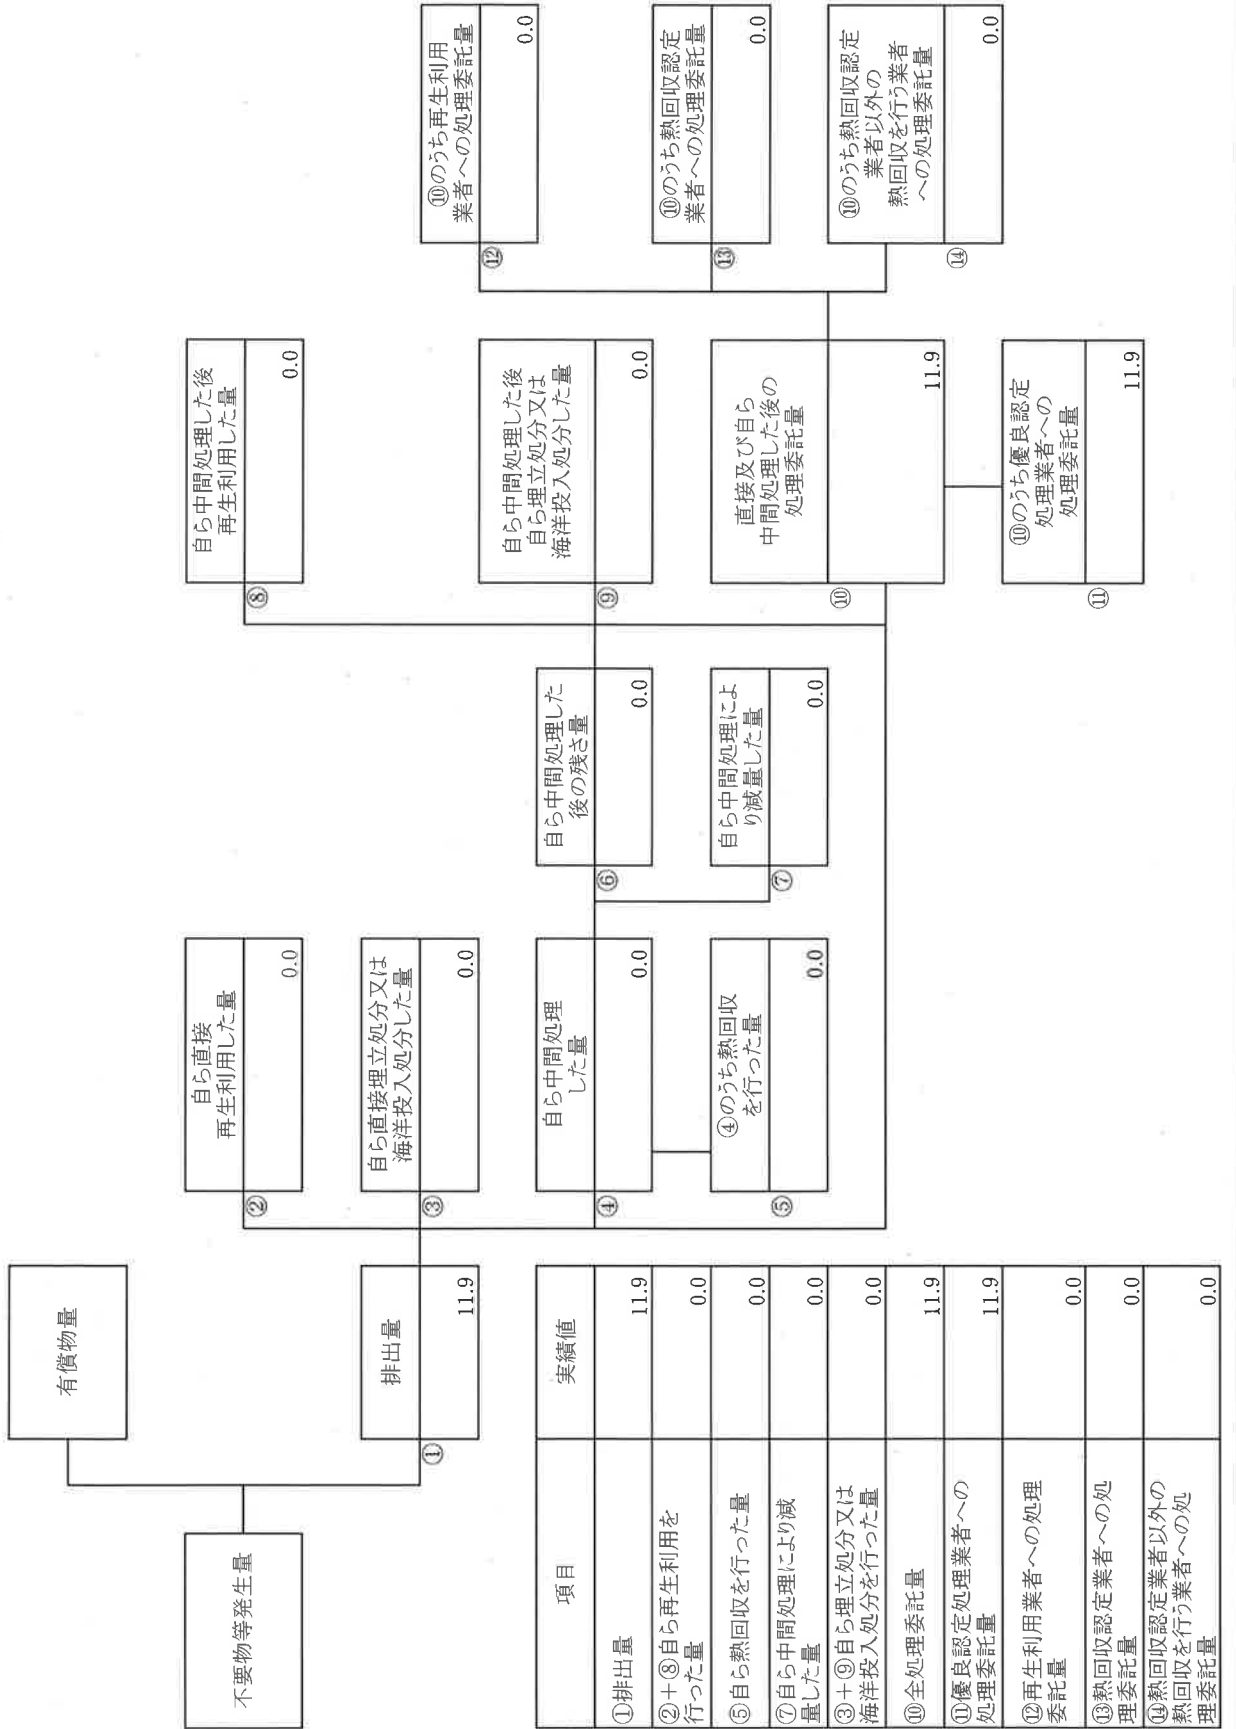 不要物等発生量
有償物量
排出量
①
11.9
自ら直接
再生利用した量
②
0.0
自ら直接埋立処分又は
海洋投入処分した量
③
0.0
自ら中間処理
した量
④
0.0
④のうち熱回収
を行った量
⑤
0.0
自ら中間処理した
後の残さ量
⑥
0.0
自ら中間処理によ
り減量した量
⑦
0.0
自ら中間処理した後
再生利用した量
⑧
0.0
自ら中間処理した後
自ら埋立処分又は
海洋投入処分した量
⑨
0.0
直接及び自ら
中間処理した後の
処理委託量
⑩
11.9
⑩のうち優良認定
処理業者への
処理委託量
⑪
11.9
⑩のうち再生利用
業者への処理委託量
⑫
0.0
⑩のうち熱回収認定
業者への処理委託量
⑬
0.0
⑩のうち熱回収認定
業者以外の
熱回収を行う業者
への処理委託量
⑭
0.0
項目
実績値
①排出量
11.9
②+⑧自ら再生利用を
行った量
0.0
⑤自ら熱回収を行った量
0.0
⑦自ら中間処理により減
量した量
0.0
③+⑨自ら埋立処分又は
海洋投入処分を行った量
0.0
⑩全処理委託量
11.9
⑪優良認定処理業者への
処理委託量
11.9
⑫再生利用業者への処理
委託量
0.0
⑬熱回収認定業者への処
理委託量
0.0
⑭熱回収認定業者以外の
熱回収を行う業者への処
理委託量
0.0